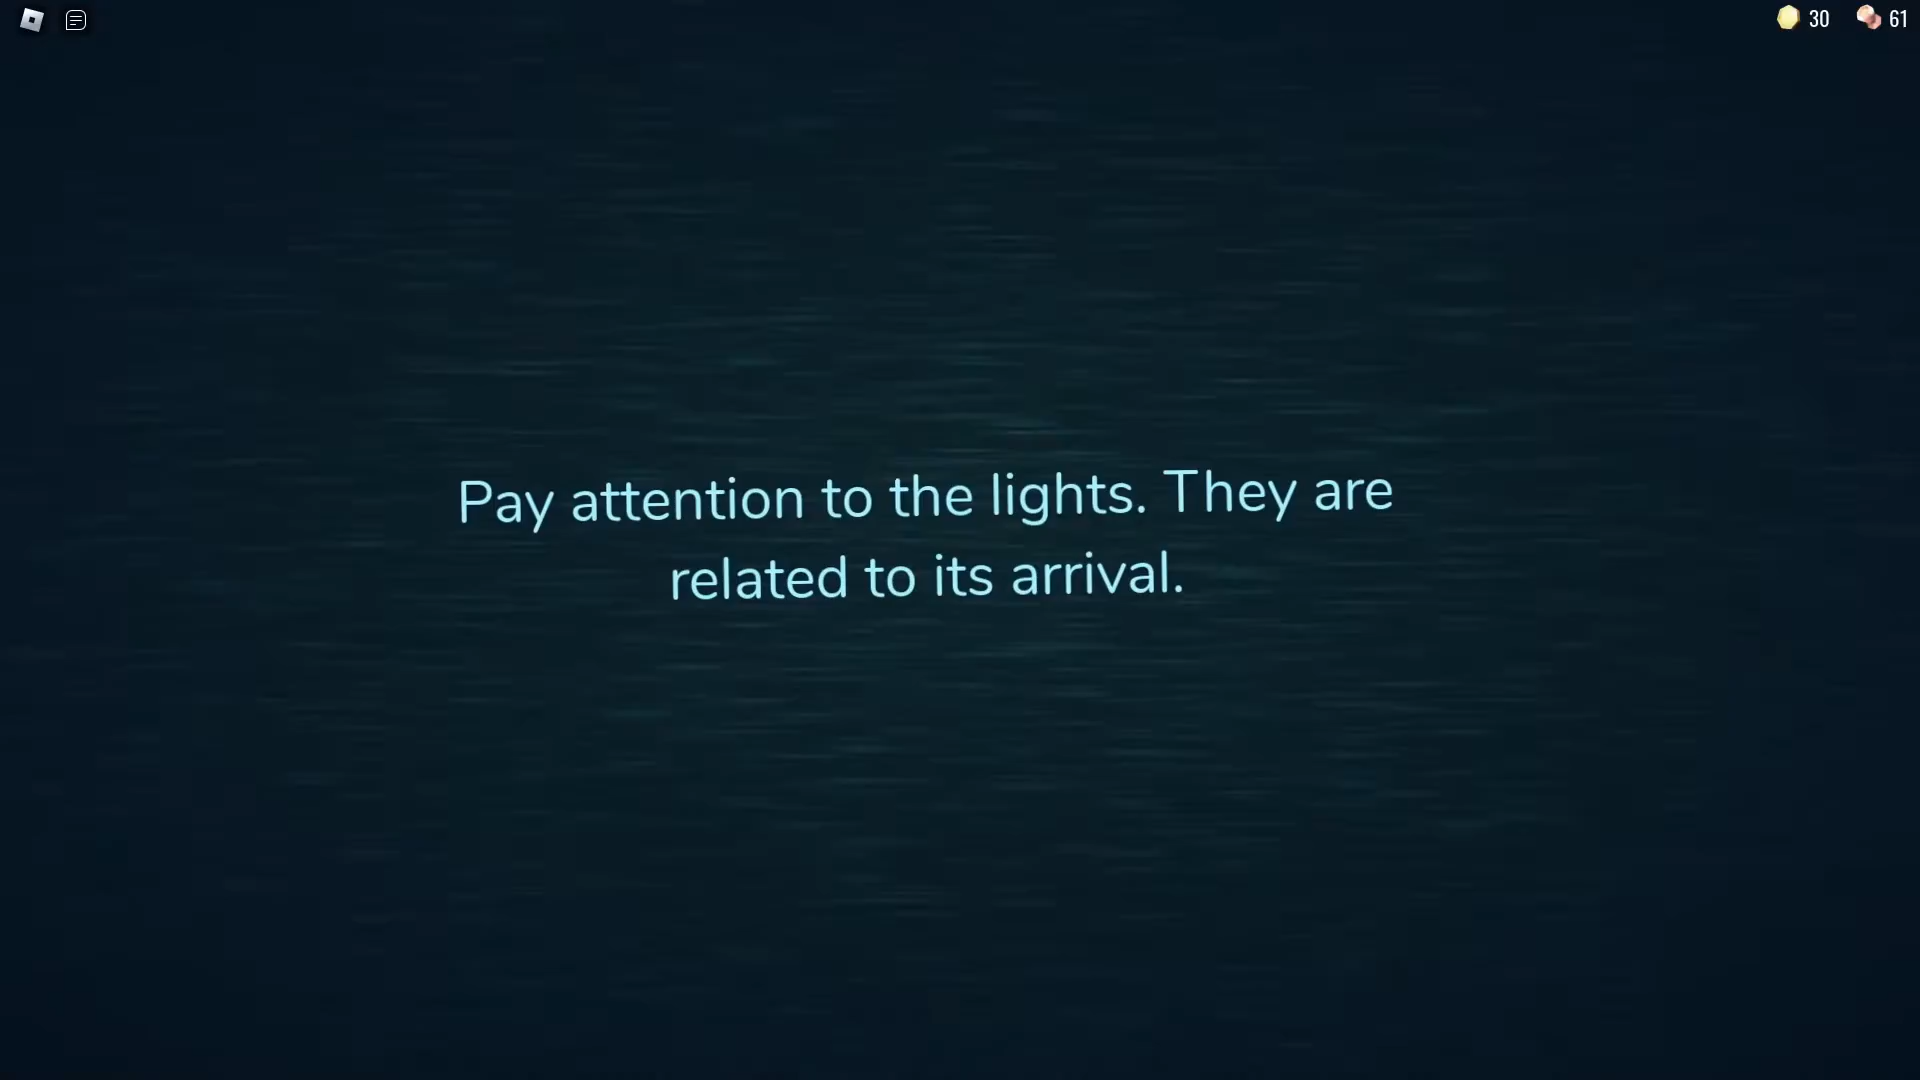 30 61
Pay attention to the lights. They are
related to its arrival.